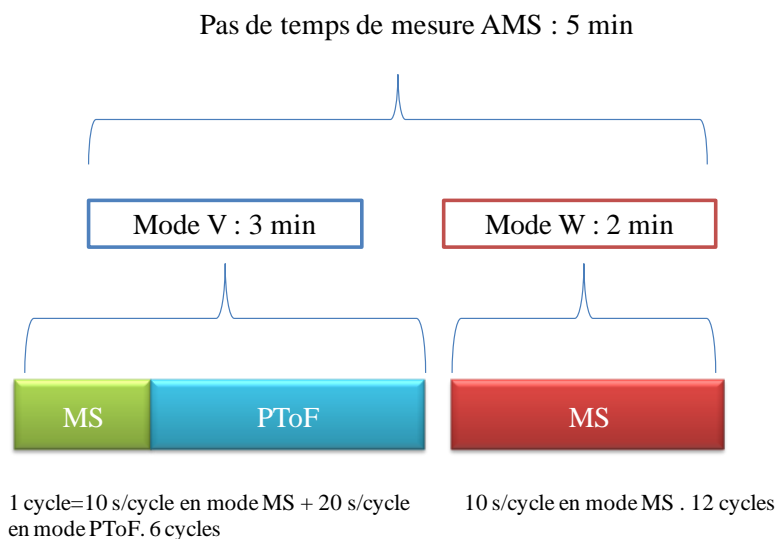 Pas de temps de mesure AMS : 5 min
Mode V : 3 min
Mode W : 2 min
MS
PToF
MS
1 cycle=10 s/cycle en mode MS + 20 s/cycle
en mode PToF. 6 cycles
10 s/cycle en mode MS . 12 cycles